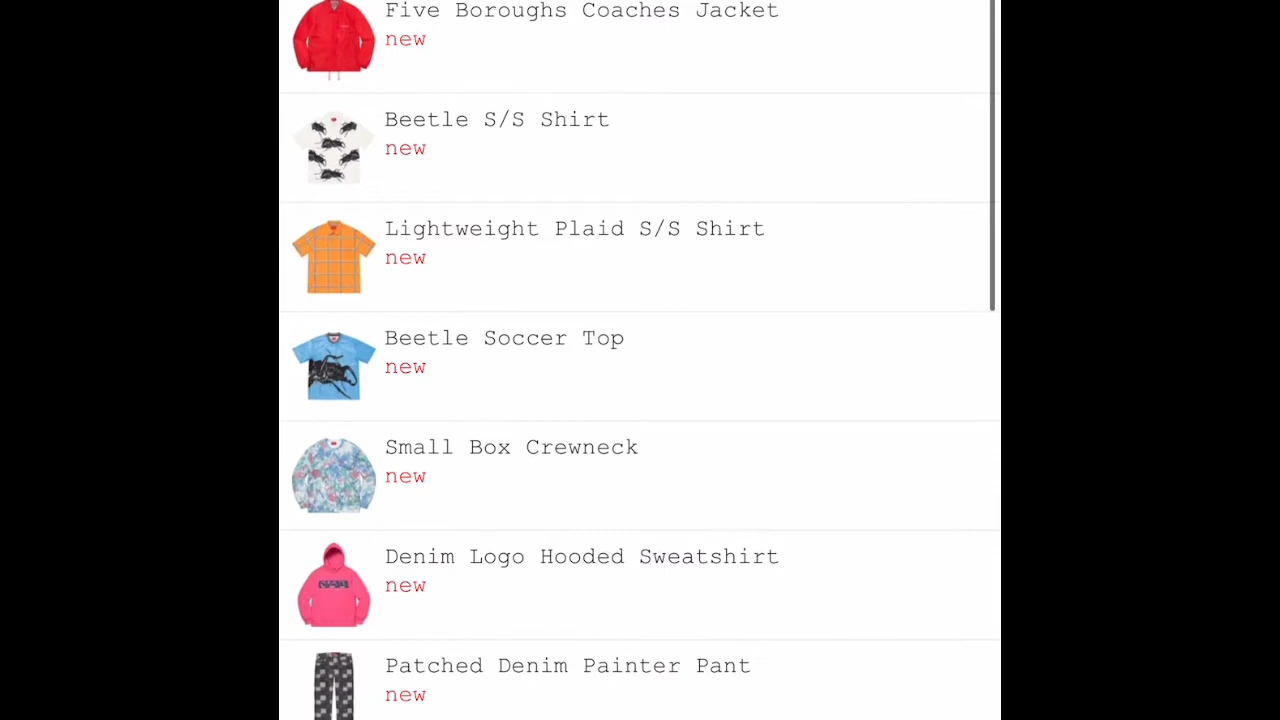 Five Boroughs Coaches Jacket
new
Beetle S/S Shirt
new
Lightweight Plaid S/S Shirt
new
Beetle Soccer Top
new
Small Box Crewneck
new
Denim Logo Hooded Sweatshirt
new
Patched Denim Painter Pant
new